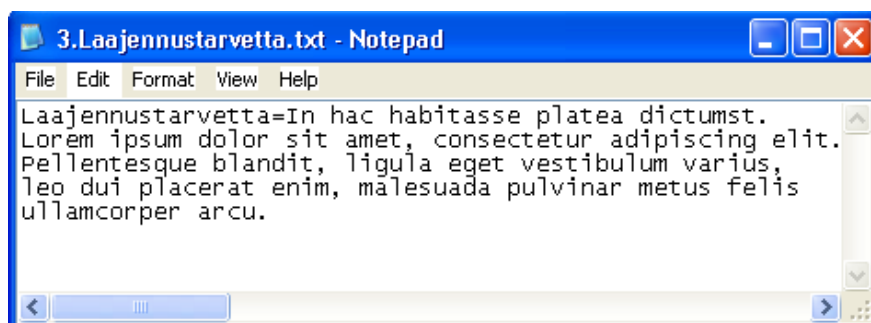 3.Laajennustarvetta.txt - Notepad
File Edit Format View Help
Laajennustarvetta=In hac habitasse platea dictumst.
Lorem ipsum dolor sit amet, consectetur adipiscing elit.
Pellentesque blandit, ligula eget vestibulum varius,
leo dui placerat enim, malesuada pulvinar metus felis
ullamcorper arcu.